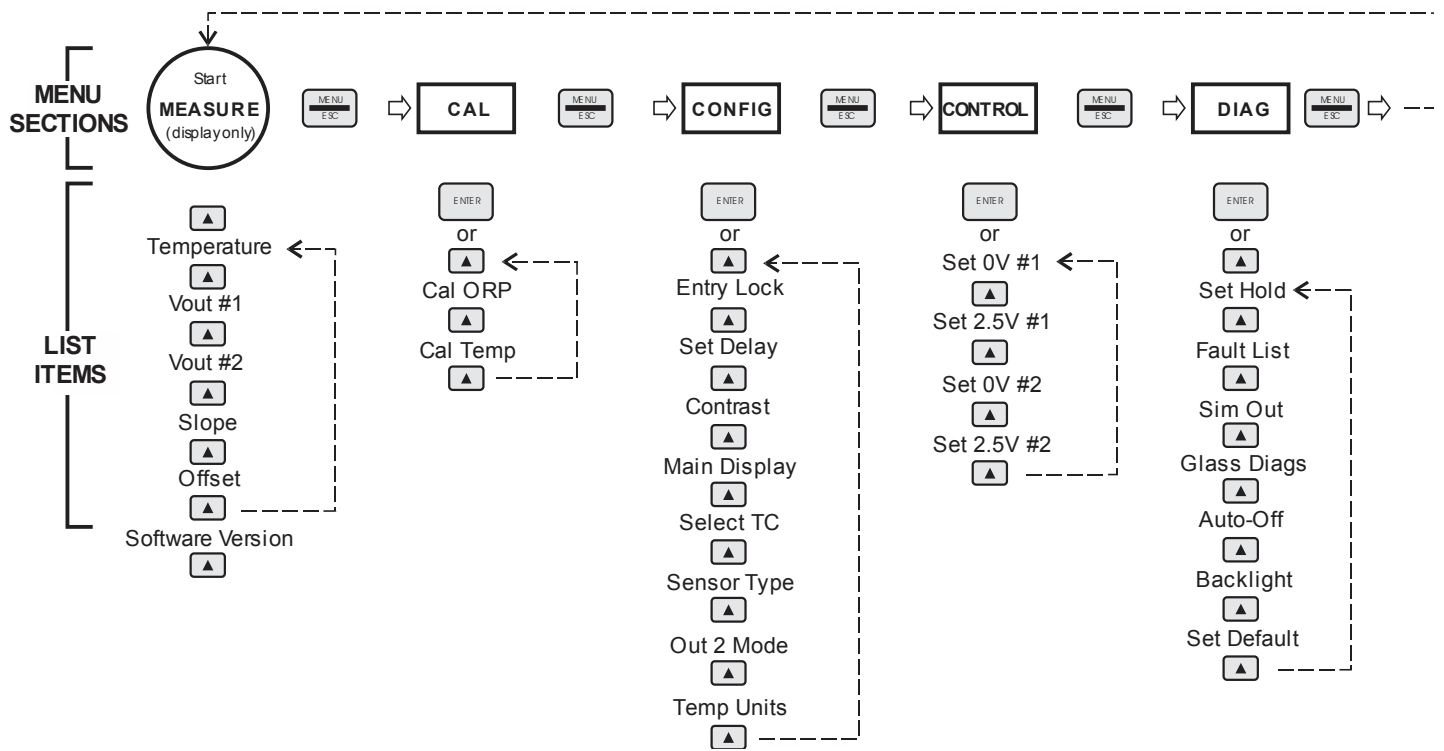 MENU
SECTIONS
Start
MEASURE
(display only)
MENU
ESC
CAL
MENU
ESC
CONFIG
MENU
ESC
CONTROL
MENU
ESC
DIAG
MENU
ESC
LIST
ITEMS
Temperature
Vout #1
Vout #2
Slope
Offset
Software Version
ENTER
or
Cal ORP
Cal Temp
ENTER
or
Entry Lock
Set Delay
Contrast
Main Display
Select TC
Sensor Type
Out 2 Mode
Temp Units
ENTER
or
Set 0V #1
Set 2.5V #1
Set 0V #2
Set 2.5V #2
ENTER
or
Set Hold
Fault List
Sim Out
Glass Diags
Auto-Off
Backlight
Set Default